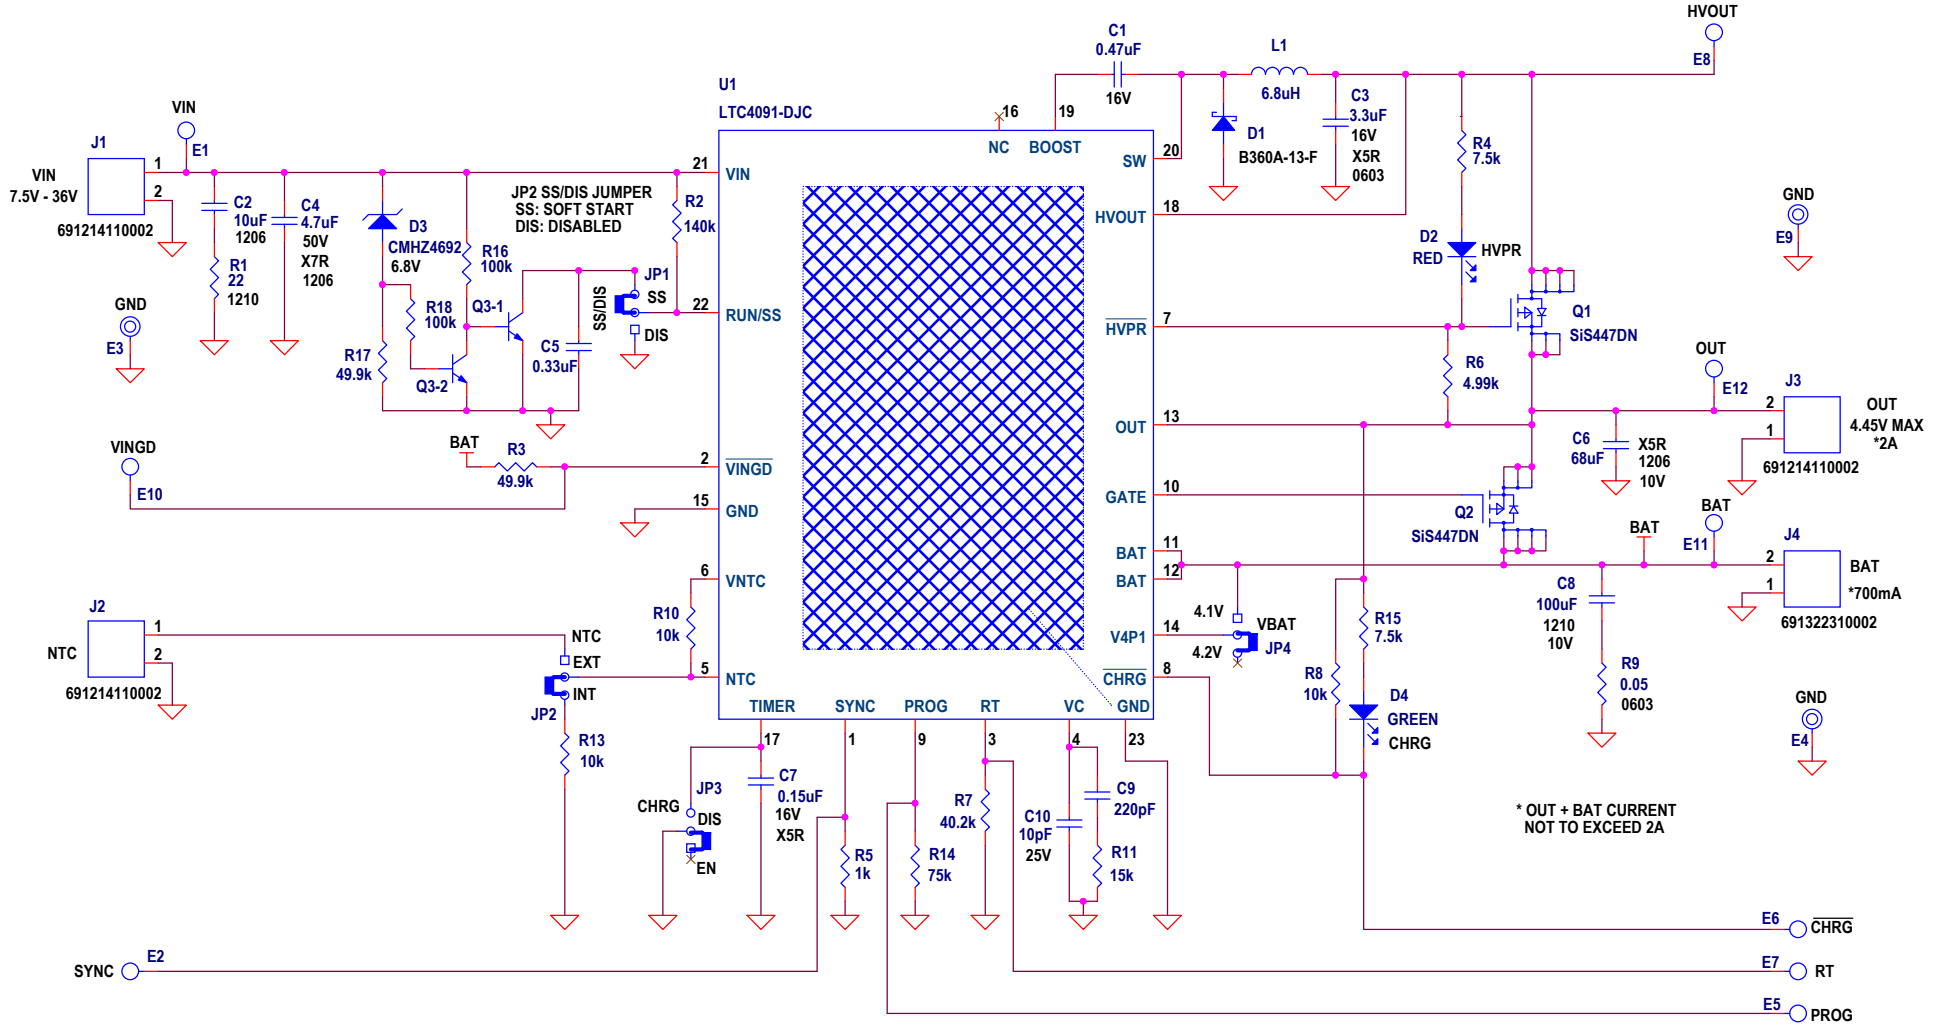 HVOUT
E8
C1
0.47uF
16V
L1
6.8uH
C3
3.3uF
16V
X5R
0603
D1
B360A-13-F
R4
7.5k
U1
LTC4091-DJC
16
NC
19
BOOST
SW
20
VIN
E1
J1
VIN
7.5V - 36V
1
2
691214110002
C2
10uF
1206
C4
4.7uF
50V
X7R
1206
R1
22
1210
D3
CMHZ4692
6.8V
R16
100k
JP2 SS/DIS JUMPER
SS: SOFT START
DIS: DISABLED
R2
140k
21
VIN
HVOUT
18
GND
E9
D2
RED
HVPR
GND
E3
R18
100k
Q3-1
SS/DIS
JP1
SS
DIS
22
RUN/SS
HVPR
7
Q1
SiS447DN
R17
49.9k
Q3-2
C5
0.33uF
R6
4.99k
OUT
E12
J3
2
1
OUT
4.45V MAX
*2A
691214110002
OUT
13
C6
68uF
X5R
1206
10V
VINGD
E10
BAT
R3
49.9k
2
VINGD
15
GND
GATE
10
Q2
SiS447DN
BAT
BAT
E11
J4
2
1
BAT
*700mA
691322310002
BAT
11
BAT
12
6
VNTC
R10
10k
C8
100uF
1210
10V
R9
0.05
0603
4.1V
VBAT
4.2V
JP4
V4P1
14
R15
7.5k
J2
NTC
1
2
691214110002
NTC
EXT
INT
JP2
5
NTC
CHRG
8
R8
10k
D4
GREEN
CHRG
GND
E4
TIMER
SYNC
PROG
RT
VC
GND
17
1
9
3
4
23
R13
10k
JP3
CHRG
DIS
EN
C7
0.15uF
16V
X5R
R5
1k
R14
75k
R7
40.2k
C10
10pF
25V
C9
220pF
R11
15k
* OUT + BAT CURRENT
NOT TO EXCEED 2A
E6
CHRG
SYNC
E2
E7
RT
E5
PROG